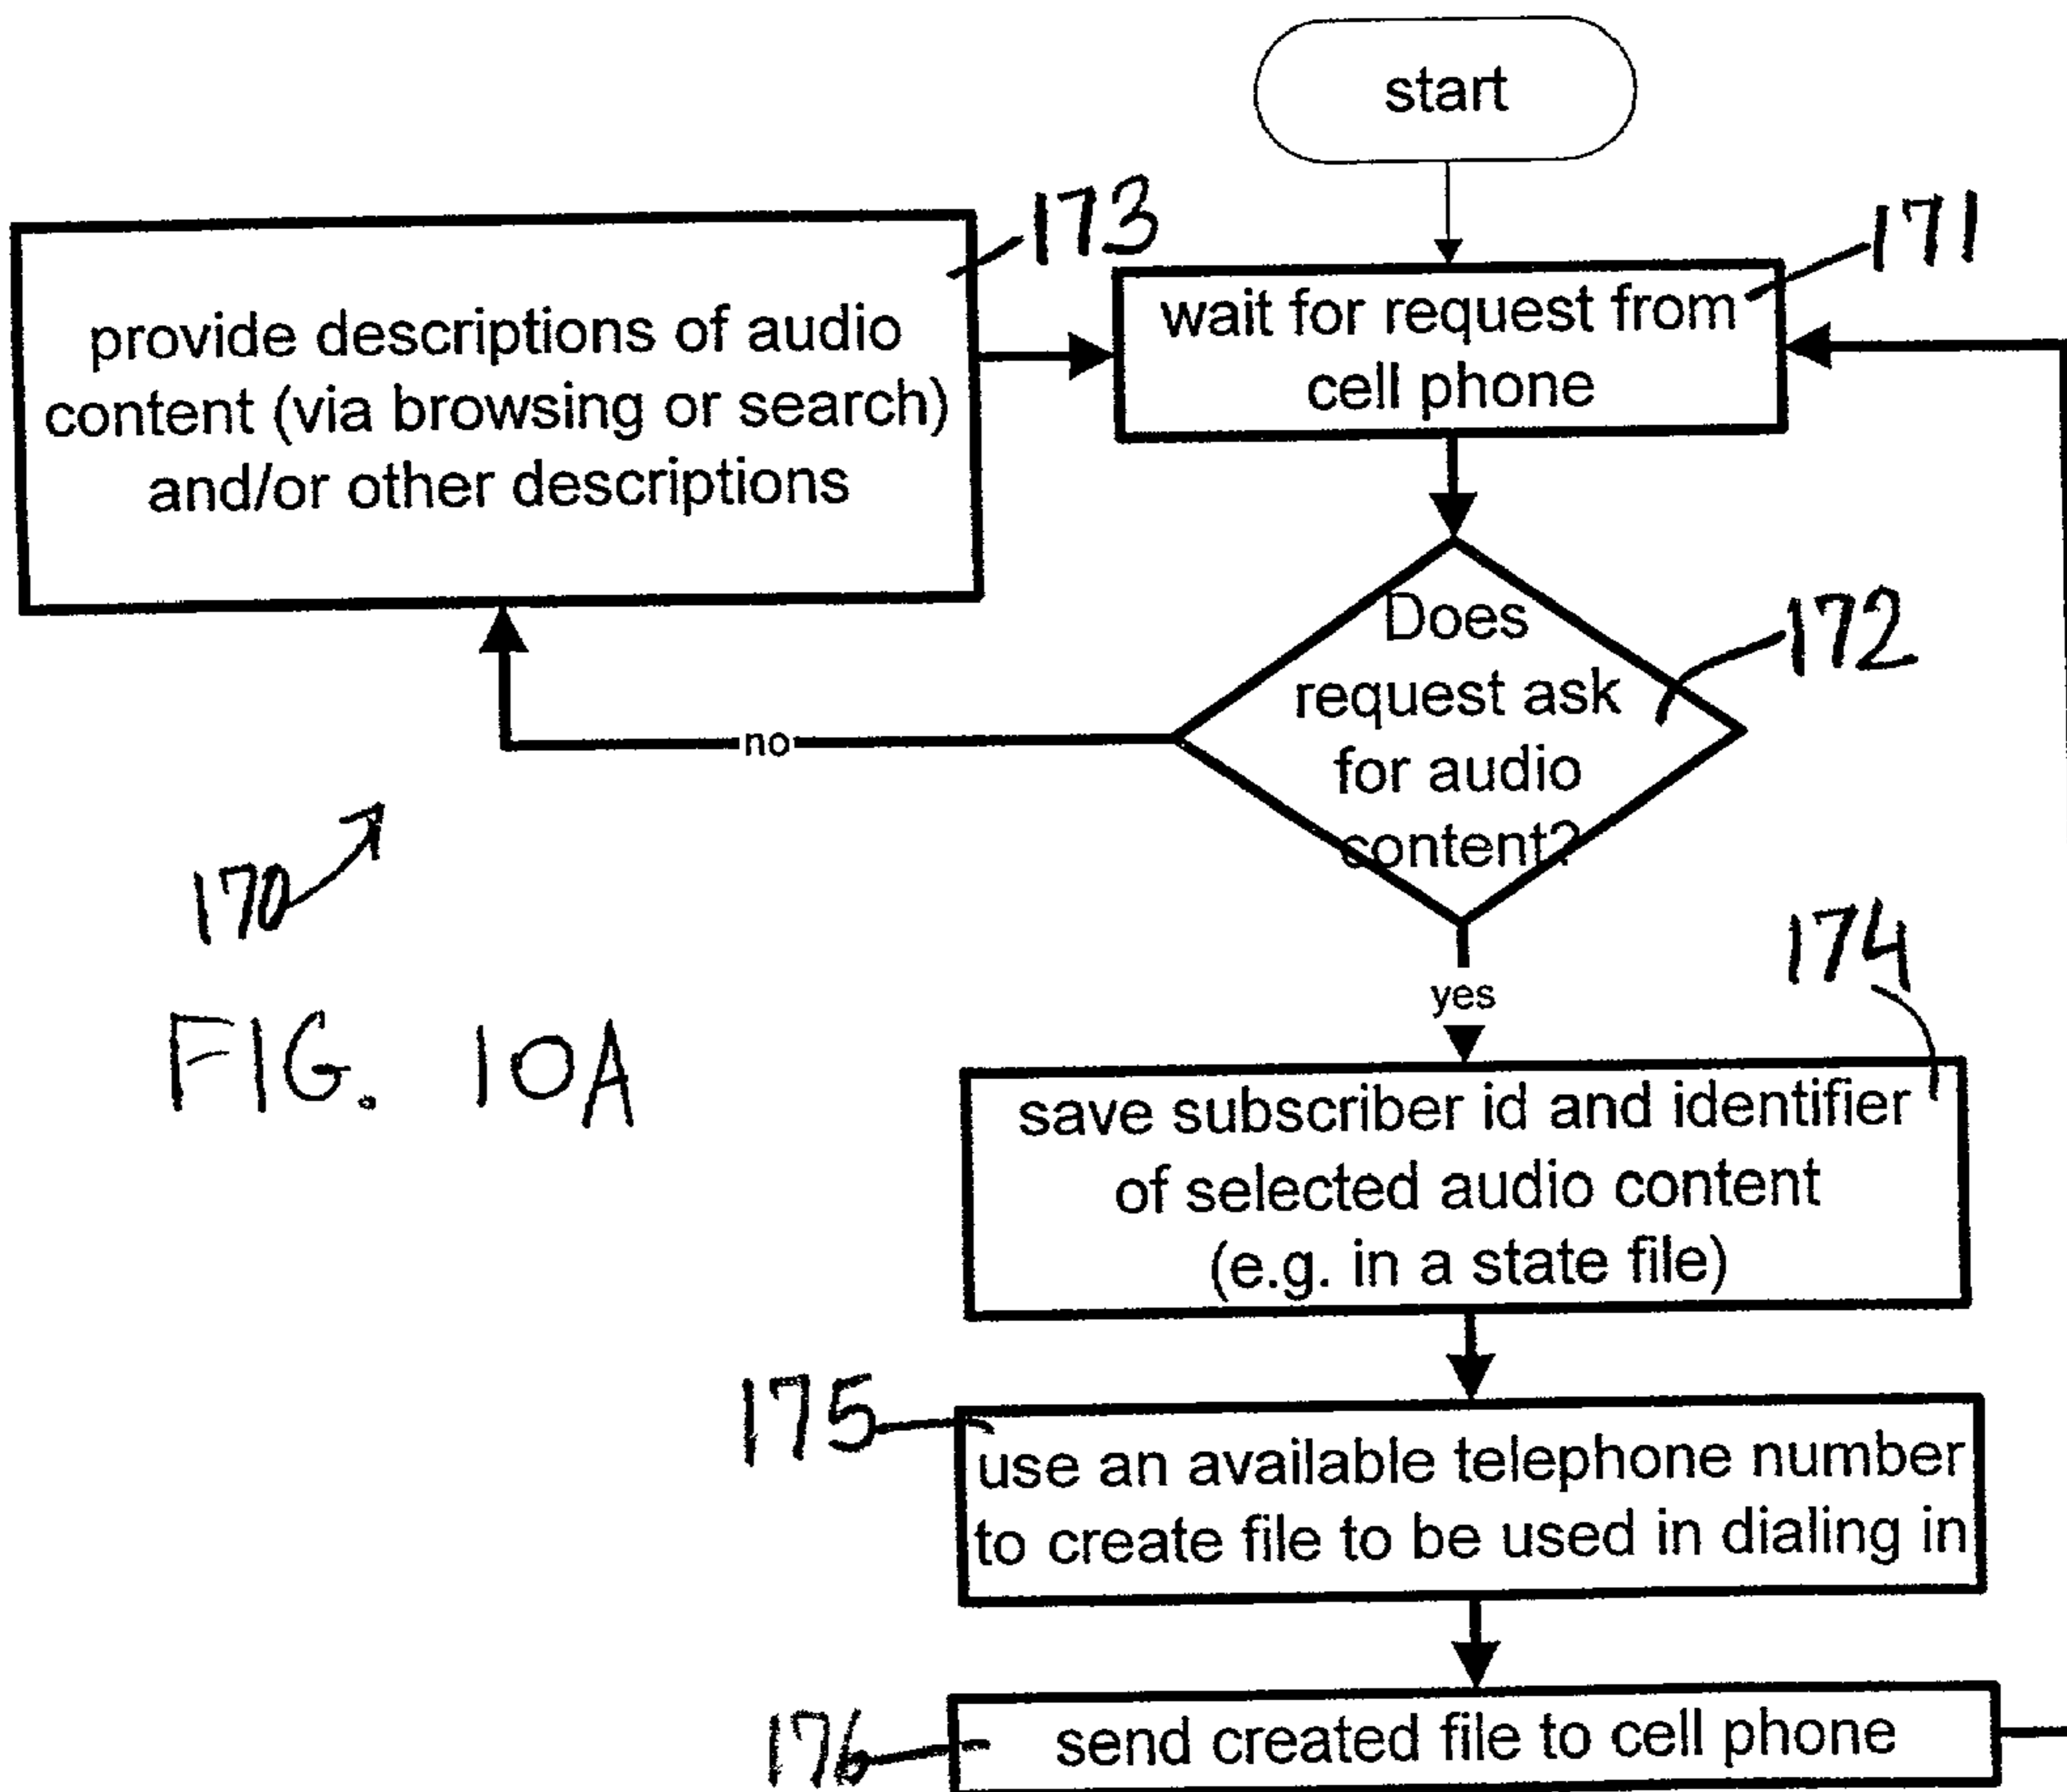 start
173
171
provide descriptions of audio
content (via browsing or search)
and/or other descriptions
wait for request from
cell phone
Does
request ask
for audio
content?
172
no
170
FIG. 10A
yes
174
save subscriber id and identifier
of selected audio content
(e.g. in a state file)
175
use an available telephone number
to create file to be used in dialing in
176
send created file to cell phone